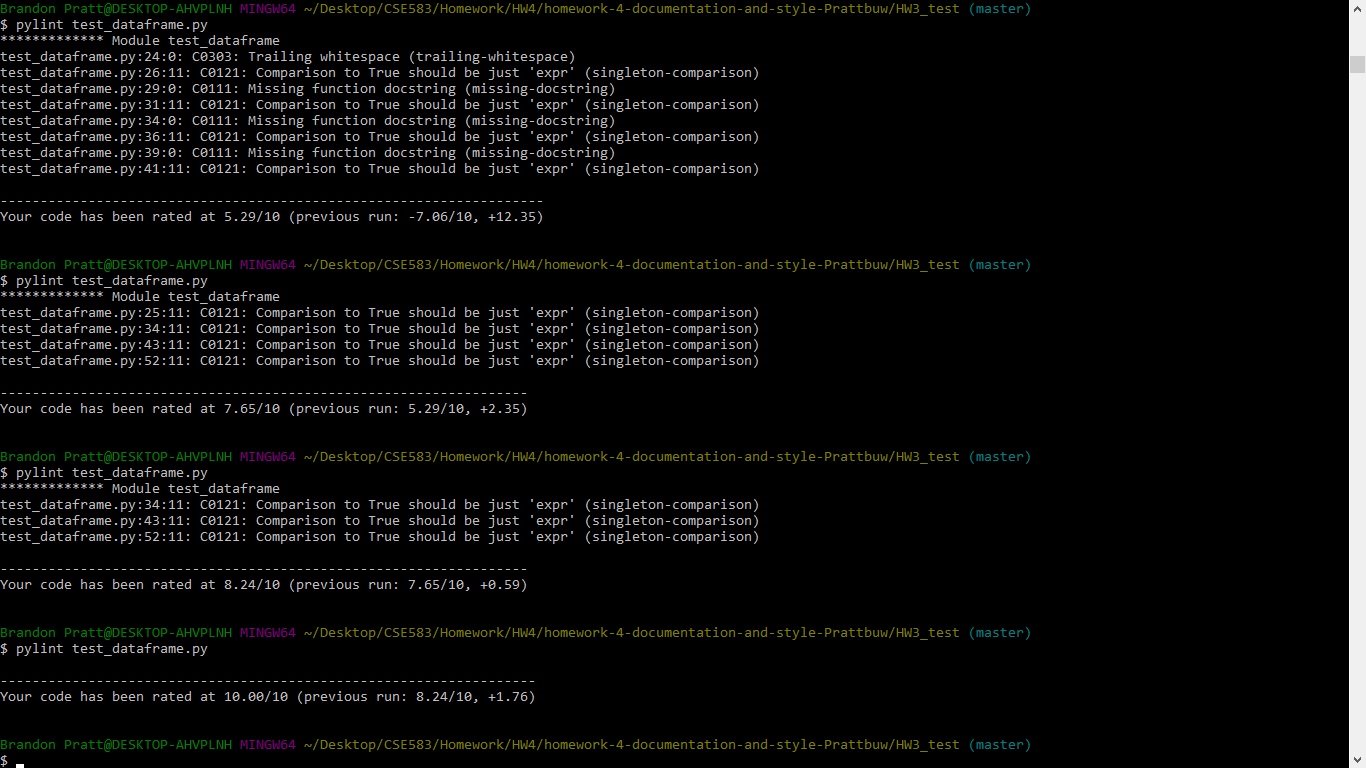 Brandon Pratt@DESKTOP-AHVPLNH MINGW64 ~/Desktop/CSE583/Homework/HW4/homework-4-documentation-and-style-Prattbuw/HW3_test (master)
$ pylint test_dataframe.py
************* Module test_dataframe
test_dataframe.py:24:0: C0303: Trailing whitespace (trailing-whitespace)
test_dataframe.py:26:11: C0121: Comparison to True should be just 'expr' (singleton-comparison)
test_dataframe.py:29:0: C0111: Missing function docstring (missing-docstring)
test_dataframe.py:31:11: C0121: Comparison to True should be just 'expr' (singleton-comparison)
test_dataframe.py:34:0: C0111: Missing function docstring (missing-docstring)
test_dataframe.py:36:11: C0121: Comparison to True should be just 'expr' (singleton-comparison)
test_dataframe.py:39:0: C0111: Missing function docstring (missing-docstring)
test_dataframe.py:41:11: C0121: Comparison to True should be just 'expr' (singleton-comparison)
--------------------------------------------------------------------
Your code has been rated at 5.29/10 (previous run: -7.06/10, +12.35)
Brandon Pratt@DESKTOP-AHVPLNH MINGW64 ~/Desktop/CSE583/Homework/HW4/homework-4-documentation-and-style-Prattbuw/HW3_test (master)
$ pylint test_dataframe.py
************* Module test_dataframe
test_dataframe.py:25:11: C0121: Comparison to True should be just 'expr' (singleton-comparison)
test_dataframe.py:34:11: C0121: Comparison to True should be just 'expr' (singleton-comparison)
test_dataframe.py:43:11: C0121: Comparison to True should be just 'expr' (singleton-comparison)
test_dataframe.py:52:11: C0121: Comparison to True should be just 'expr' (singleton-comparison)
------------------------------------------------------------------
Your code has been rated at 7.65/10 (previous run: 5.29/10, +2.35)
Brandon Pratt@DESKTOP-AHVPLNH MINGW64 ~/Desktop/CSE583/Homework/HW4/homework-4-documentation-and-style-Prattbuw/HW3_test (master)
$ pylint test_dataframe.py
************* Module test_dataframe
test_dataframe.py:34:11: C0121: Comparison to True should be just 'expr' (singleton-comparison)
test_dataframe.py:43:11: C0121: Comparison to True should be just 'expr' (singleton-comparison)
test_dataframe.py:52:11: C0121: Comparison to True should be just 'expr' (singleton-comparison)
------------------------------------------------------------------
Your code has been rated at 8.24/10 (previous run: 7.65/10, +0.59)
Brandon Pratt@DESKTOP-AHVPLNH MINGW64 ~/Desktop/CSE583/Homework/HW4/homework-4-documentation-and-style-Prattbuw/HW3_test (master)
$ pylint test_dataframe.py
-------------------------------------------------------------------
Your code has been rated at 10.00/10 (previous run: 8.24/10, +1.76)
Brandon Pratt@DESKTOP-AHVPLNH MINGW64 ~/Desktop/CSE583/Homework/HW4/homework-4-documentation-and-style-Prattbuw/HW3_test (master)
$